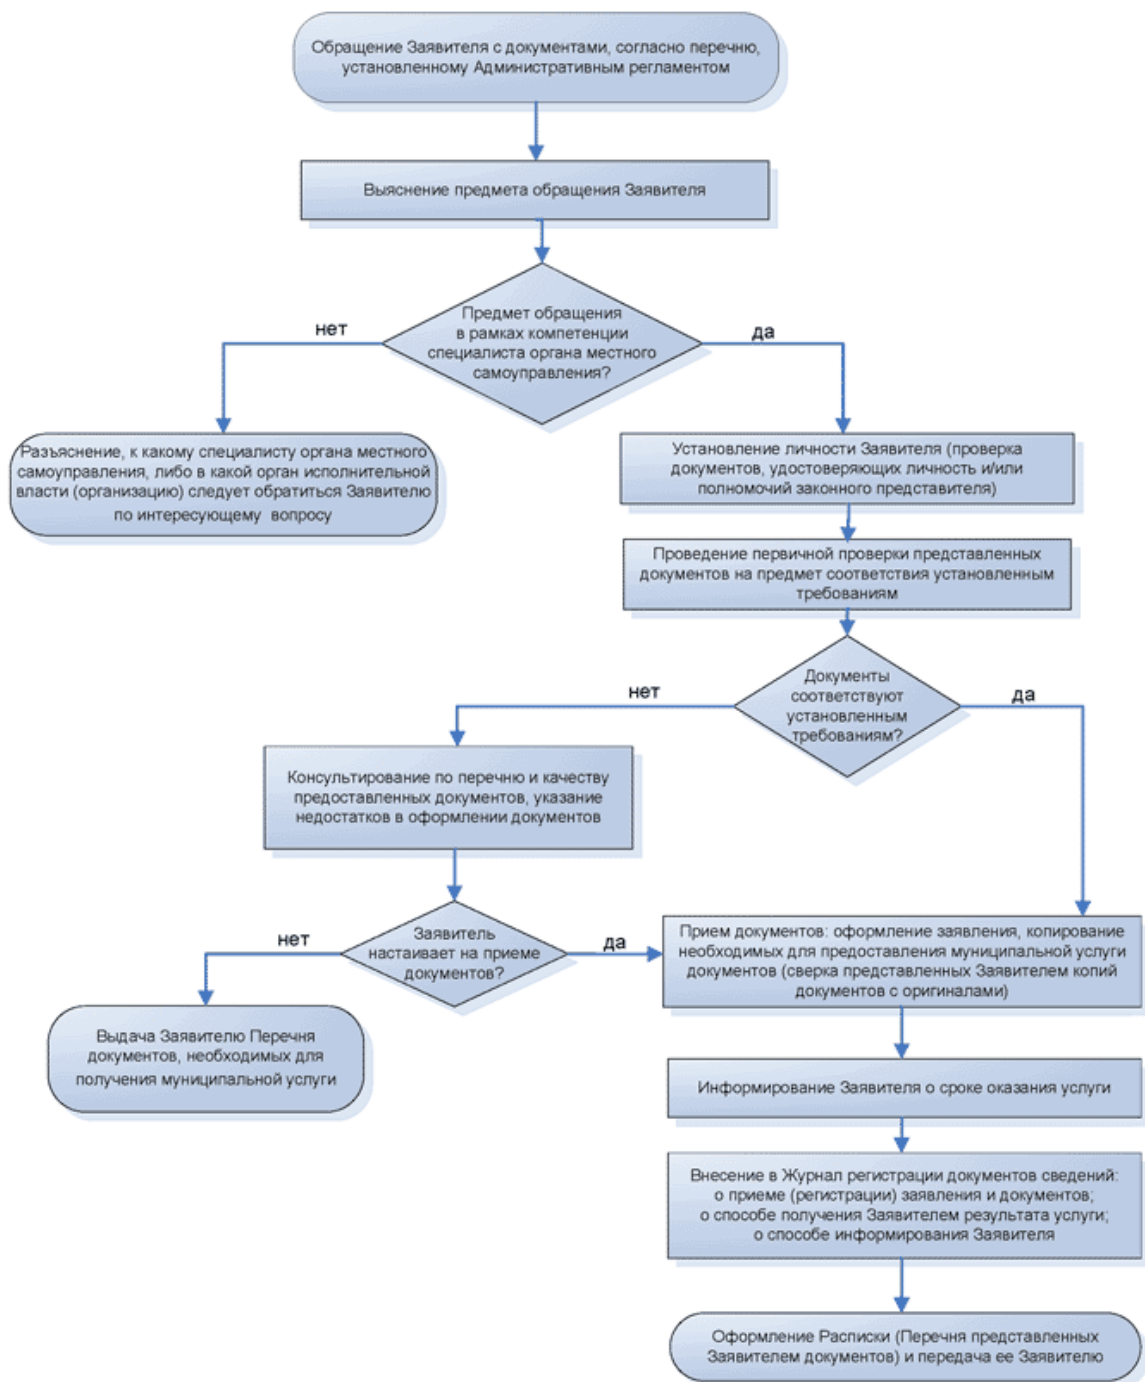 Обращение Заявителя с документами, согласно перечню,
установленному Административным регламентом
Выяснение предмета обращения Заявителя
Предмет обращения
в рамках компетенции
специалиста органа местного
самоуправления?
нет
да
Разъяснение, к какому специалисту органа местного
самоуправления, либо в какой орган исполнительной
власти (организацию) следует обратиться Заявителю
по интересующему вопросу
Установление личности Заявителя (проверка
документов, удостоверяющих личность и/или
полномочий законного представителя)
Проведение первичной проверки представленных
документов на предмет соответствия установленным
требованиям
Документы
соответствуют
установленным
требованиям?
нет
да
Консультирование по перечню и качеству
предоставленных документов, указание
недостатков в оформлении документов
Заявитель
настаивает на приеме
документов?
нет
да
Прием документов: оформление заявления, копирование
необходимых для предоставления муниципальной услуги
документов (сверка представленных Заявителем копий
документов с оригиналами)
Выдача Заявителю Перечня
документов, необходимых для
получения муниципальной услуги
Информирование Заявителя о сроке оказания услуги
Внесение в Журнал регистрации документов сведений:
о приеме (регистрации) заявления и документов;
о способе получения Заявителем результата услуги;
о способе информирования Заявителя
Оформление Расписки (Перечня представленных
Заявителем документов) и передача ее Заявителю